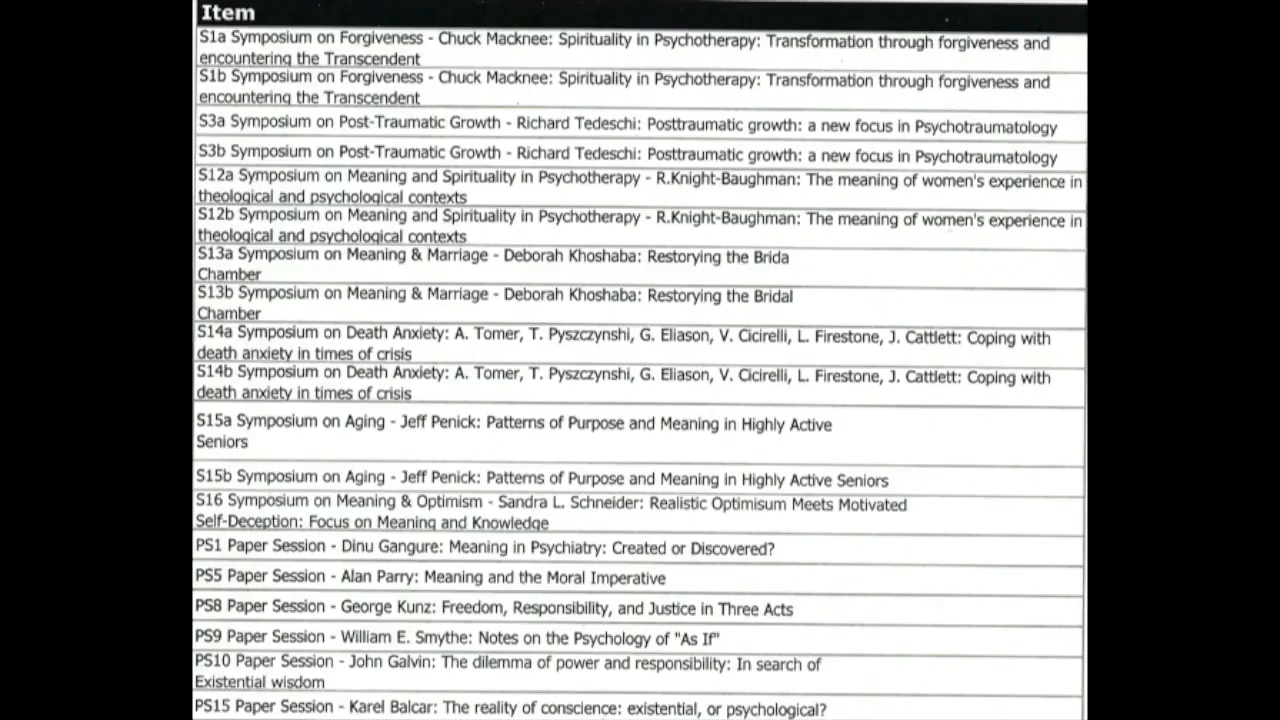 Item
S1a Symposium on Forgiveness - Chuck Macknee: Spirituality in Psychotherapy: Transformation through forgiveness and
encountering the Transcendent
S1b Symposium on Forgiveness - Chuck Macknee: Spirituality in Psychotherapy: Transformation through forgiveness and
encountering the Transcendent
S3a Symposium on Post-Traumatic Growth - Richard Tedeschi: Posttraumatic growth: a new focus in Psychotraumatology
S3b Symposium on Post-Traumatic Growth - Richard Tedeschi: Posttraumatic growth: a new focus in Psychotraumatology
S12a Symposium on Meaning and Spirituality in Psychotherapy - R.Knight-Baughman: The meaning of women's experience in
theological and psychological contexts
S12b Symposium on Meaning and Spirituality in Psychotherapy - R.Knight-Baughman: The meaning of women's experience in
theological and psychological contexts
S13a Symposium on Meaning & Marriage - Deborah Khoshaba: Restorying the Brida
Chamber
S13b Symposium on Meaning & Marriage - Deborah Khoshaba: Restorying the Bridal
Chamber
S14a Symposium on Death Anxiety: A. Tomer, T. Pyszczynshi, G. Eliason, V. Cicirelli, L. Firestone, J. Cattlett: Coping with
death anxiety in times of crisis
S14b Symposium on Death Anxiety: A. Tomer, T. Pyszczynshi, G. Eliason, V. Cicirelli, L. Firestone, J. Cattlett: Coping with
death anxiety in times of crisis
S15a Symposium on Aging - Jeff Penick: Patterns of Purpose and Meaning in Highly Active
Seniors
S15b Symposium on Aging - Jeff Penick: Patterns of Purpose and Meaning in Highly Active Seniors
S16 Symposium on Meaning & Optimism - Sandra L. Schneider: Realistic Optimisum Meets Motivated
Self-Deception: Focus on Meaning and Knowledge
PS1 Paper Session - Dinu Gangure: Meaning in Psychiatry: Created or Discovered?
PS5 Paper Session - Alan Parry: Meaning and the Moral Imperative
PS8 Paper Session - George Kunz: Freedom, Responsibility, and Justice in Three Acts
PS9 Paper Session - William E. Smythe: Notes on the Psychology of "As If"
PS10 Paper Session - John Galvin: The dilemma of power and responsibility: In search of
Existential wisdom
PS15 Paper Session - Karel Balcar: The reality of conscience: existential, or psychological?